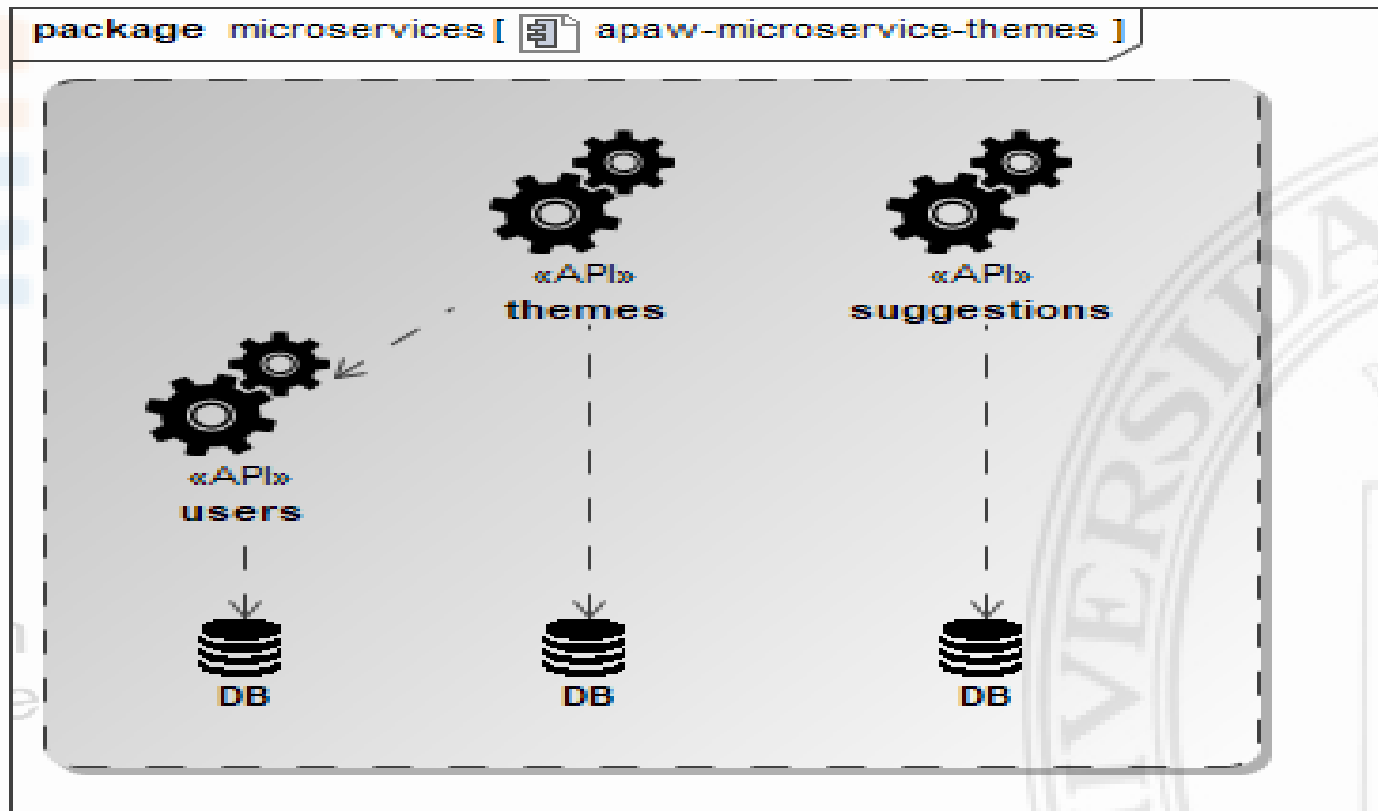 package microservices [ apaw-microservice-themes ]
«API»
themes
«API»
suggestions
«API»
users
DB
DB
DB